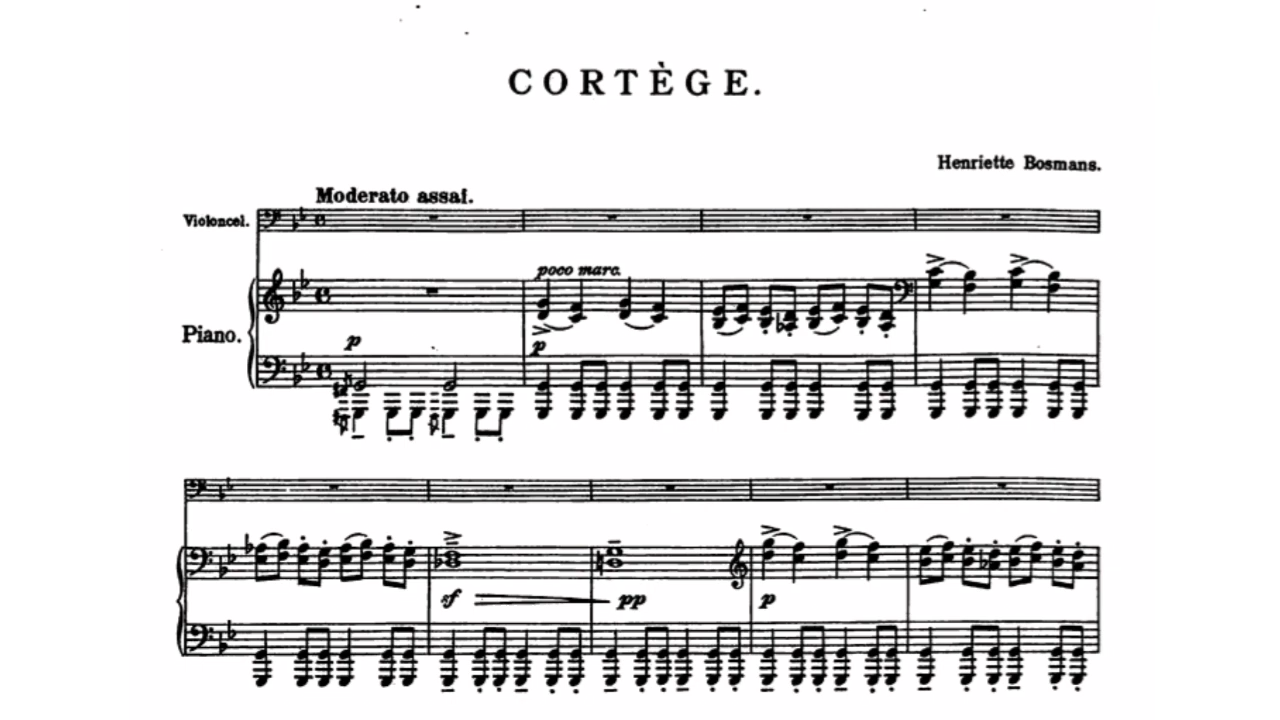 CORTÈGE.
Henriette Bosmans.
Moderato assai.
Violoncel.
poco marc.
Piano.
p
p
sf pp p